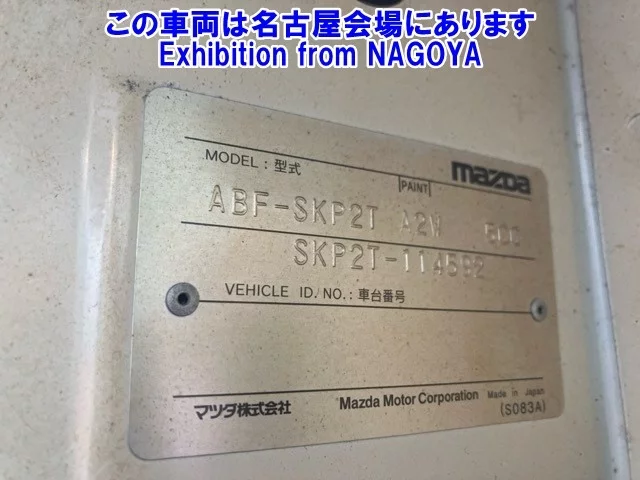 この車両は名古屋会場にあります
Exhibition from NAGOYA
MODEL : 型式
PAINT
mazda
ABF-SKP2T A2W 500
SKP2T-114592
VEHICLE ID. NO. : 車台番号
マツダ株式会社 Mazda Motor Corporation Made in Japan
(S083A)